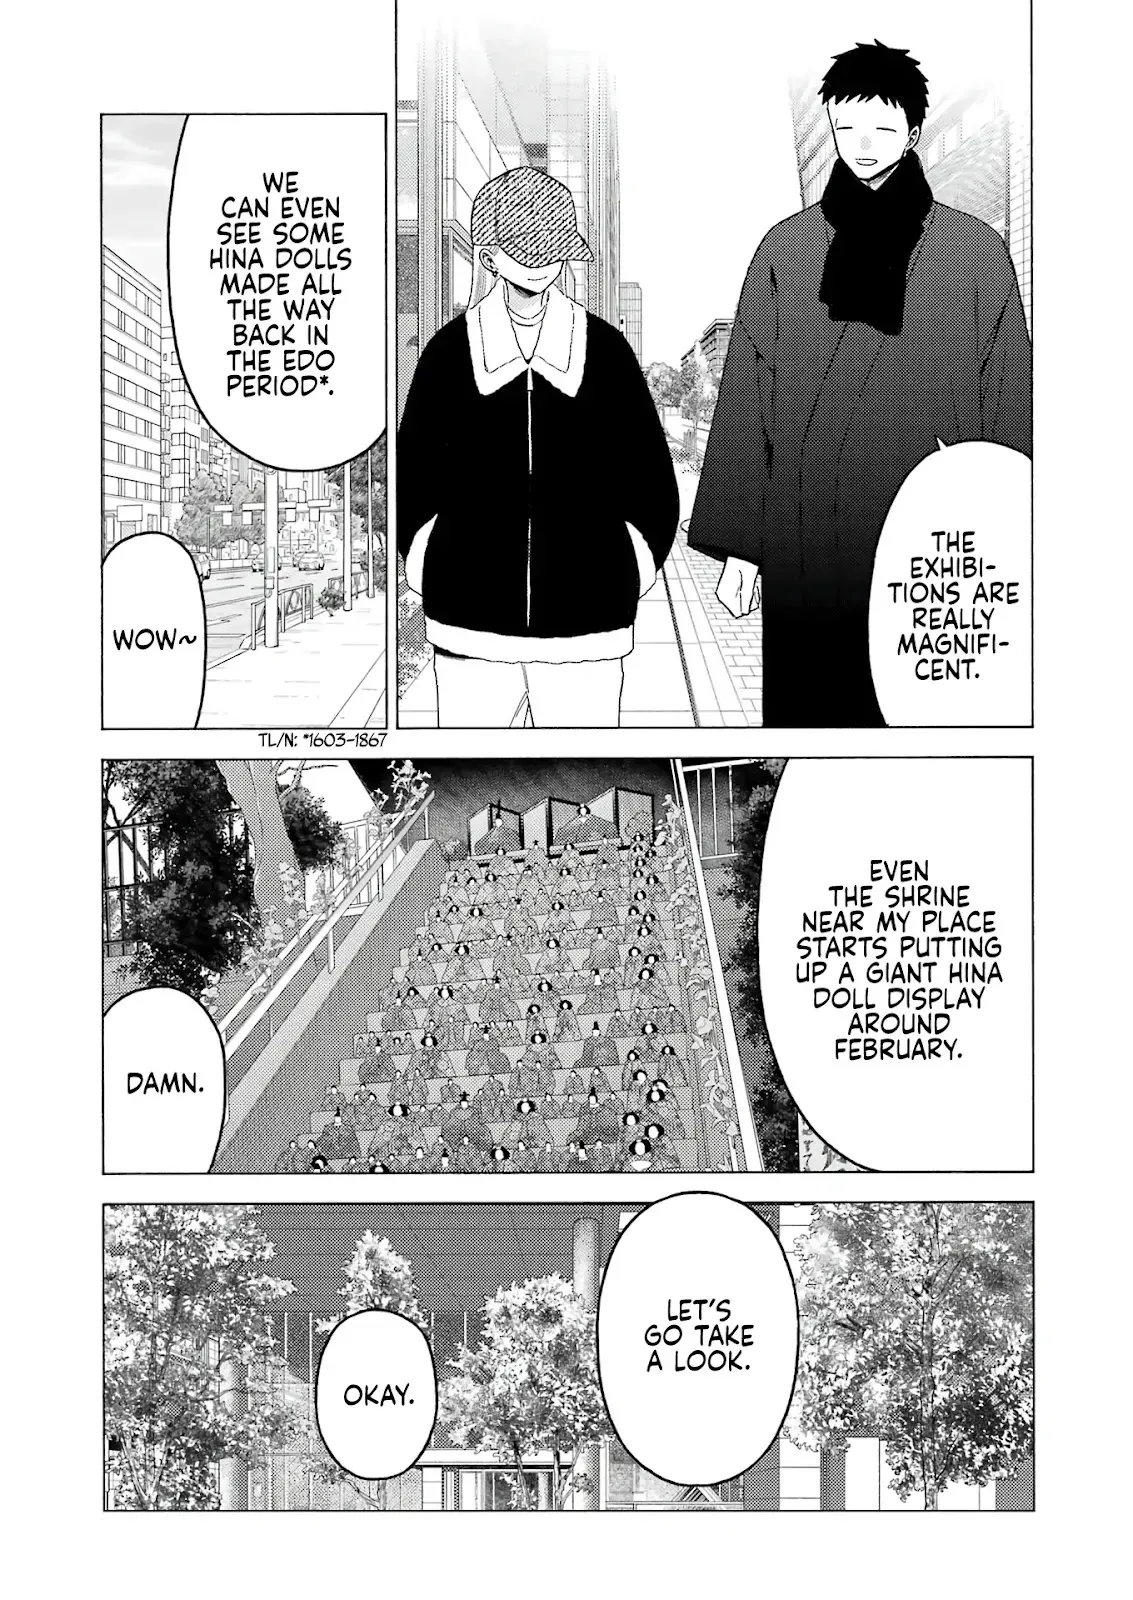 THE
EXHIBI-
TIONS ARE
REALLY
MAGNIFI-
CENT.
WE
CAN EVEN
SEE SOME
HINA DOLLS
MADE ALL
THE WAY
BACK IN
THE EDO
PERIOD*.
WOW~
TL/N: *1603-1867
EVEN
THE SHRINE
NEAR MY PLACE
STARTS PUTTING
UP A GIANT HINA
DOLL DISPLAY
AROUND
FEBRUARY.
DAMN.
LET'S
GO TAKE
A LOOK.
OKAY.